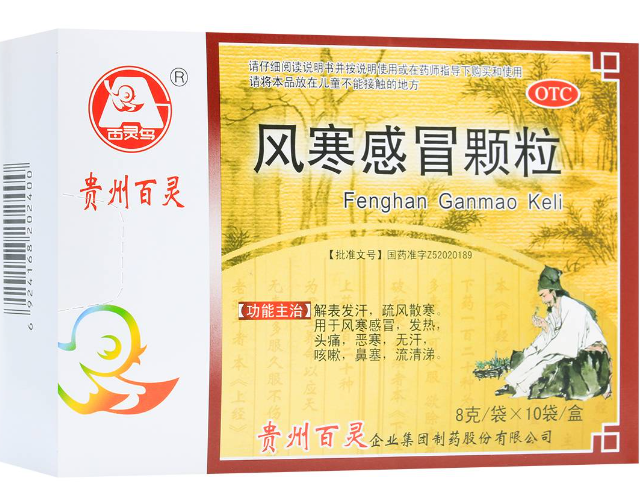 请仔细阅读说明书并按说明使用或在药师指导下购买和使用
请将本品放在儿童不能接触的地方
OTC
®
百灵鸟
贵州百灵
风寒感冒颗粒
Fenghan Ganmao Keli
【批准文号】国药准字Z52020189
【功能主治】解表发汗，疏风散寒。
用于风寒感冒，发热，
头痛，恶寒，无汗，
咳嗽，鼻塞，流清涕。
8克/袋×10袋/盒
贵州百灵企业集团制药股份有限公司
6924168202400